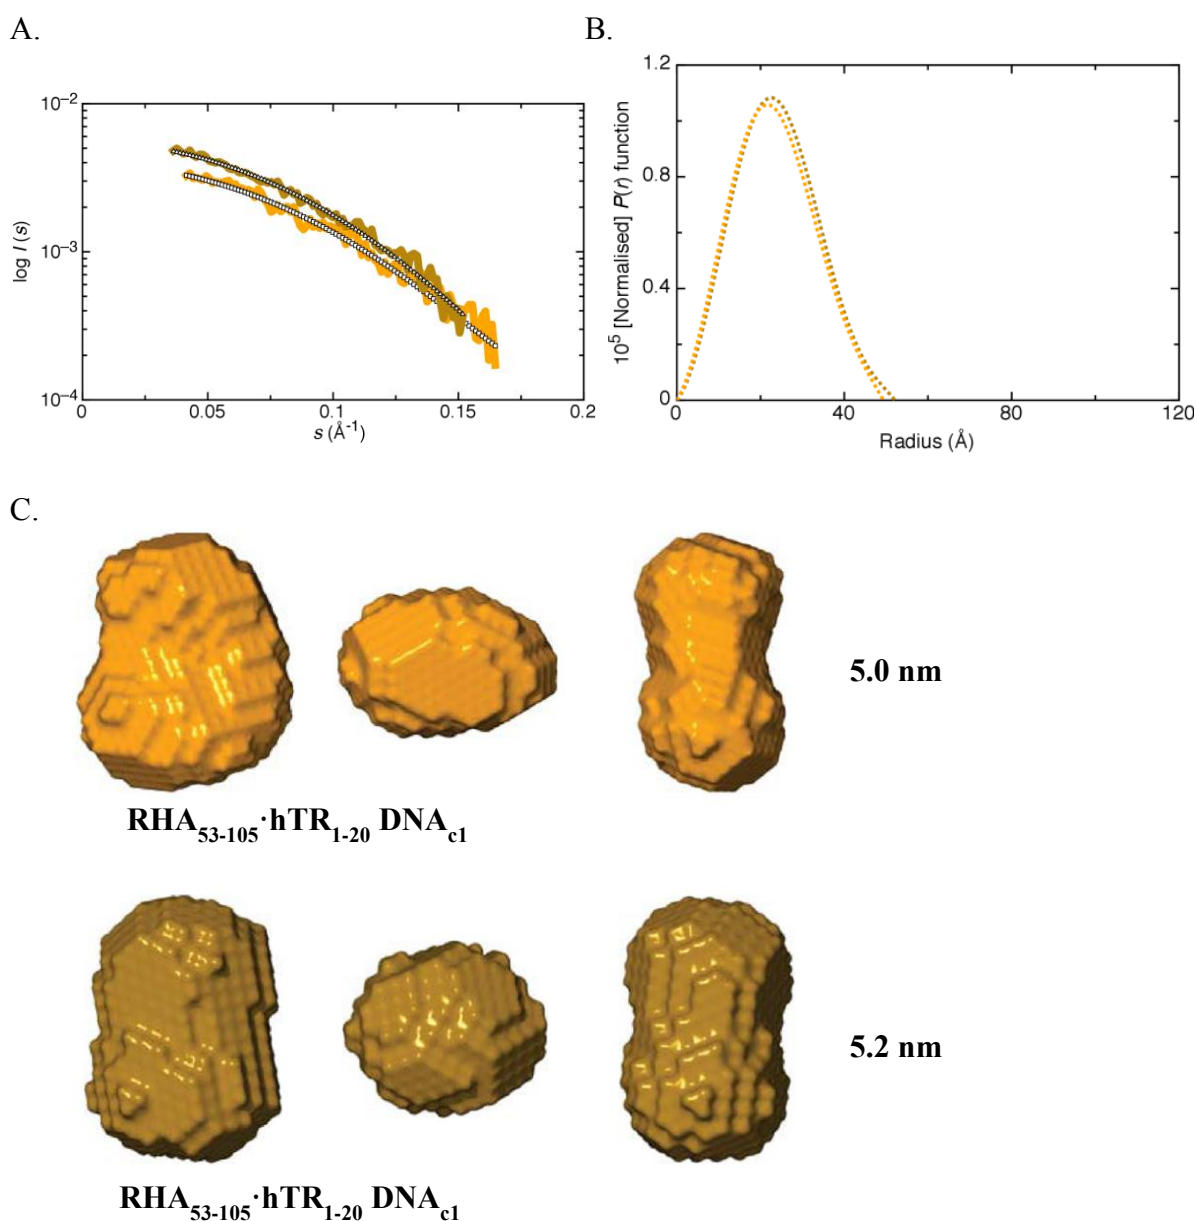 A.
B.
10⁻²
10⁻³
10⁻⁴
log I (s)
0
0.05
0.1
0.15
0.2
s (Å⁻¹)
1.2
0.8
0.4
0
10⁵ [Normalised] P(r) function
0
40
80
120
Radius (Å)
C.
5.0 nm
RHA₅₃₋₁₀₅·hTR₁₋₂₀ DNA_c1
5.2 nm
RHA₅₃₋₁₀₅·hTR₁₋₂₀ DNA_c1